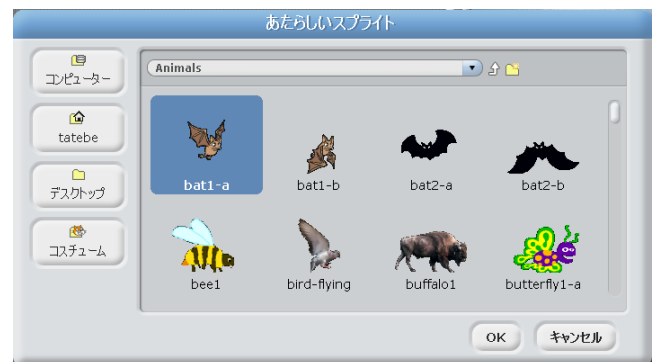 あたらしいスプライト
コンピューター
tatebe
デスクトップ
コスチューム
Animals
bat1-a
bat1-b
bat2-a
bat2-b
bee1
bird-flying
buffalo1
butterfly1-a
OK
キャンセル